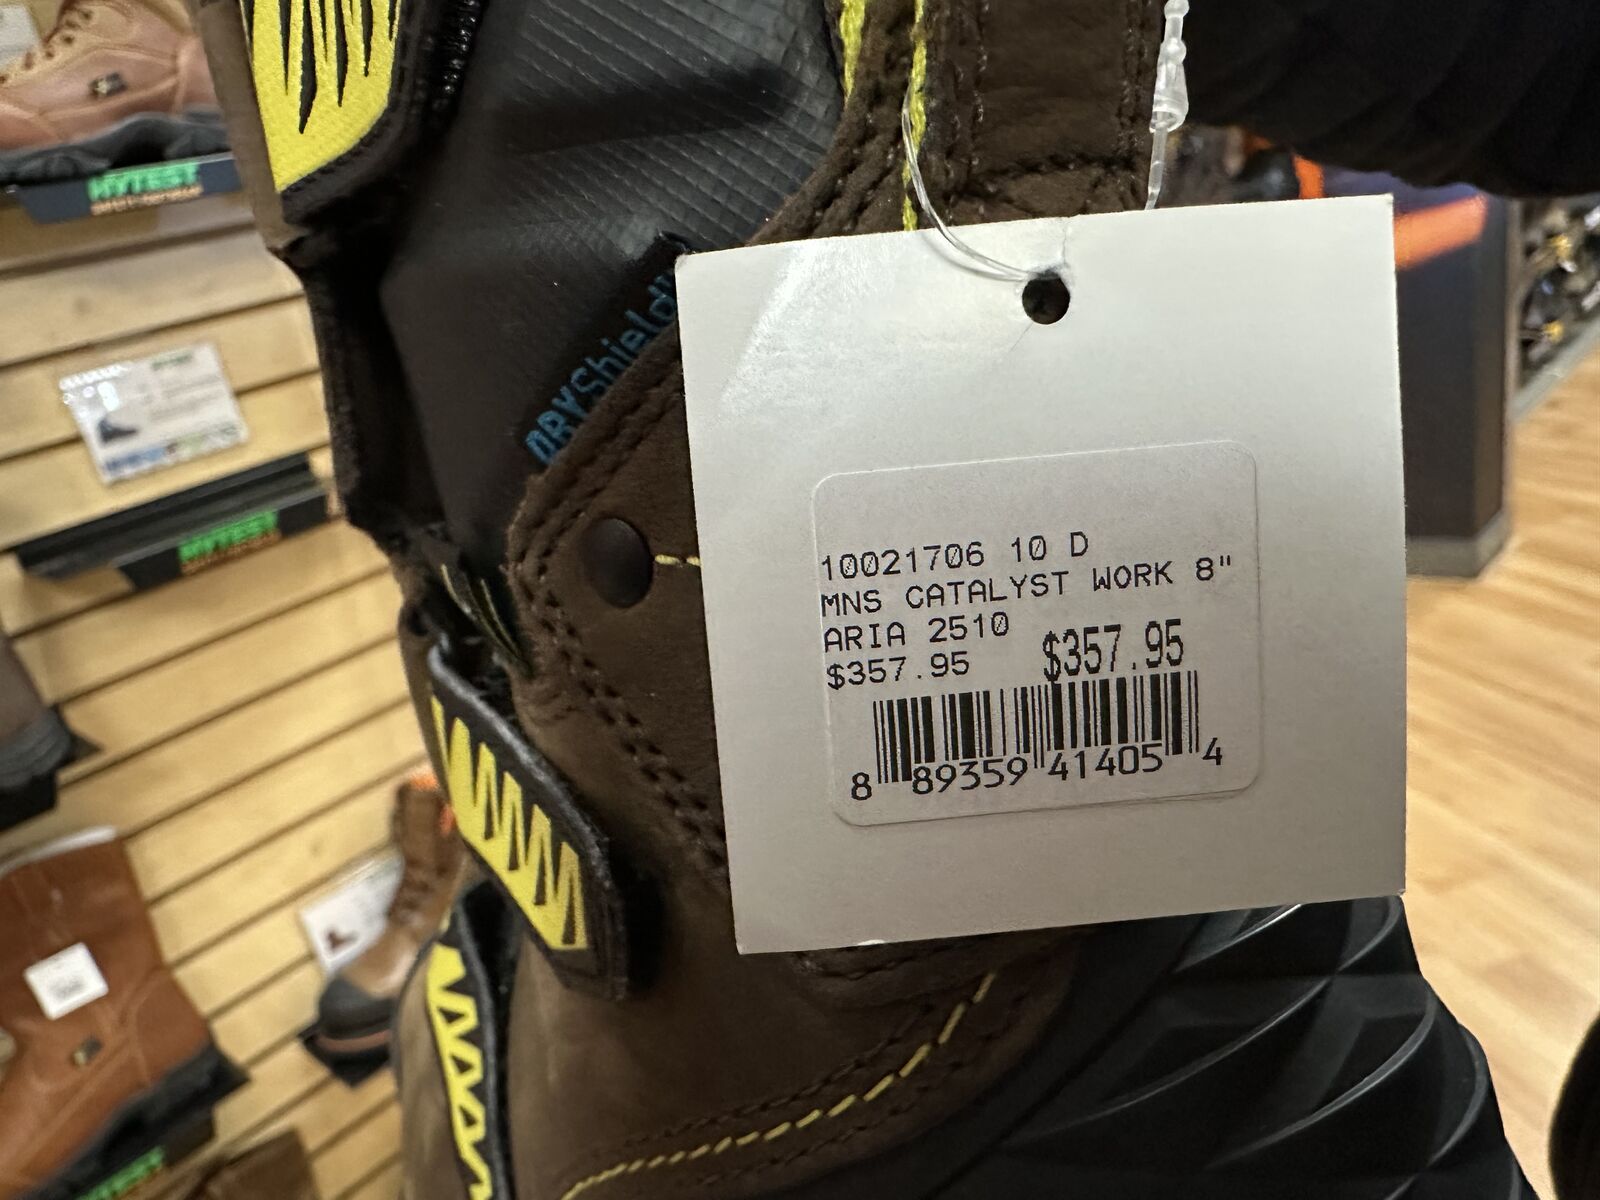 HYTEST
DRYShield
HYTEST
10021706 10 D
MNS CATALYST WORK 8"
ARIA 2510
$357.95 $357.95
8 89359 41405 4
HYTEST